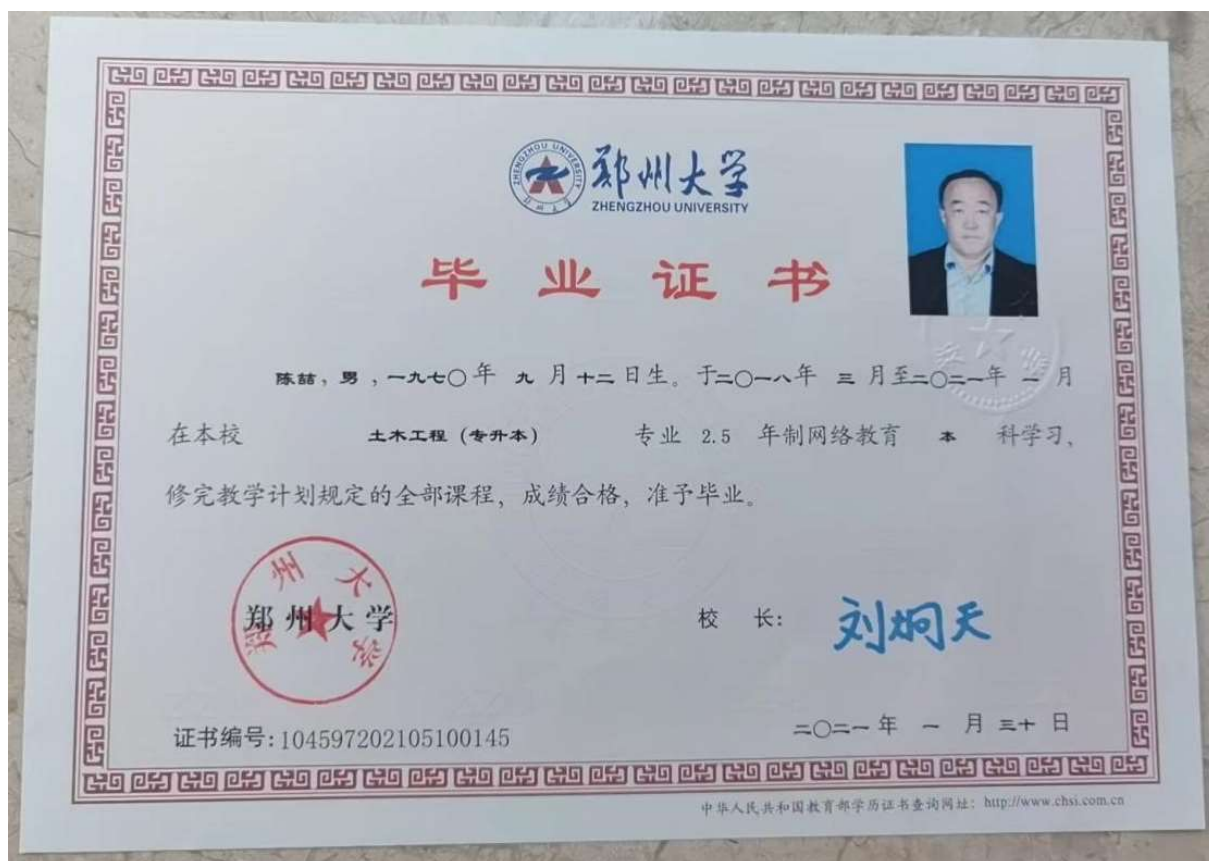 郑州大学
ZHENGZHOU UNIVERSITY
毕业证书
陈喆，男，一九七〇年 九 月 十二 日生。于二〇一八年 三 月至二〇二一年 一 月
在本校 土木工程（专升本） 专业 2.5 年制网络教育 本 科学习，
修完教学计划规定的全部课程，成绩合格，准予毕业。
郑州大学
郑州大学
校 长：刘炯天
证书编号：104597202105100145
二〇二一年 一 月 三十 日
中华人民共和国教育部学历证书查询网址：http://www.chsi.com.cn